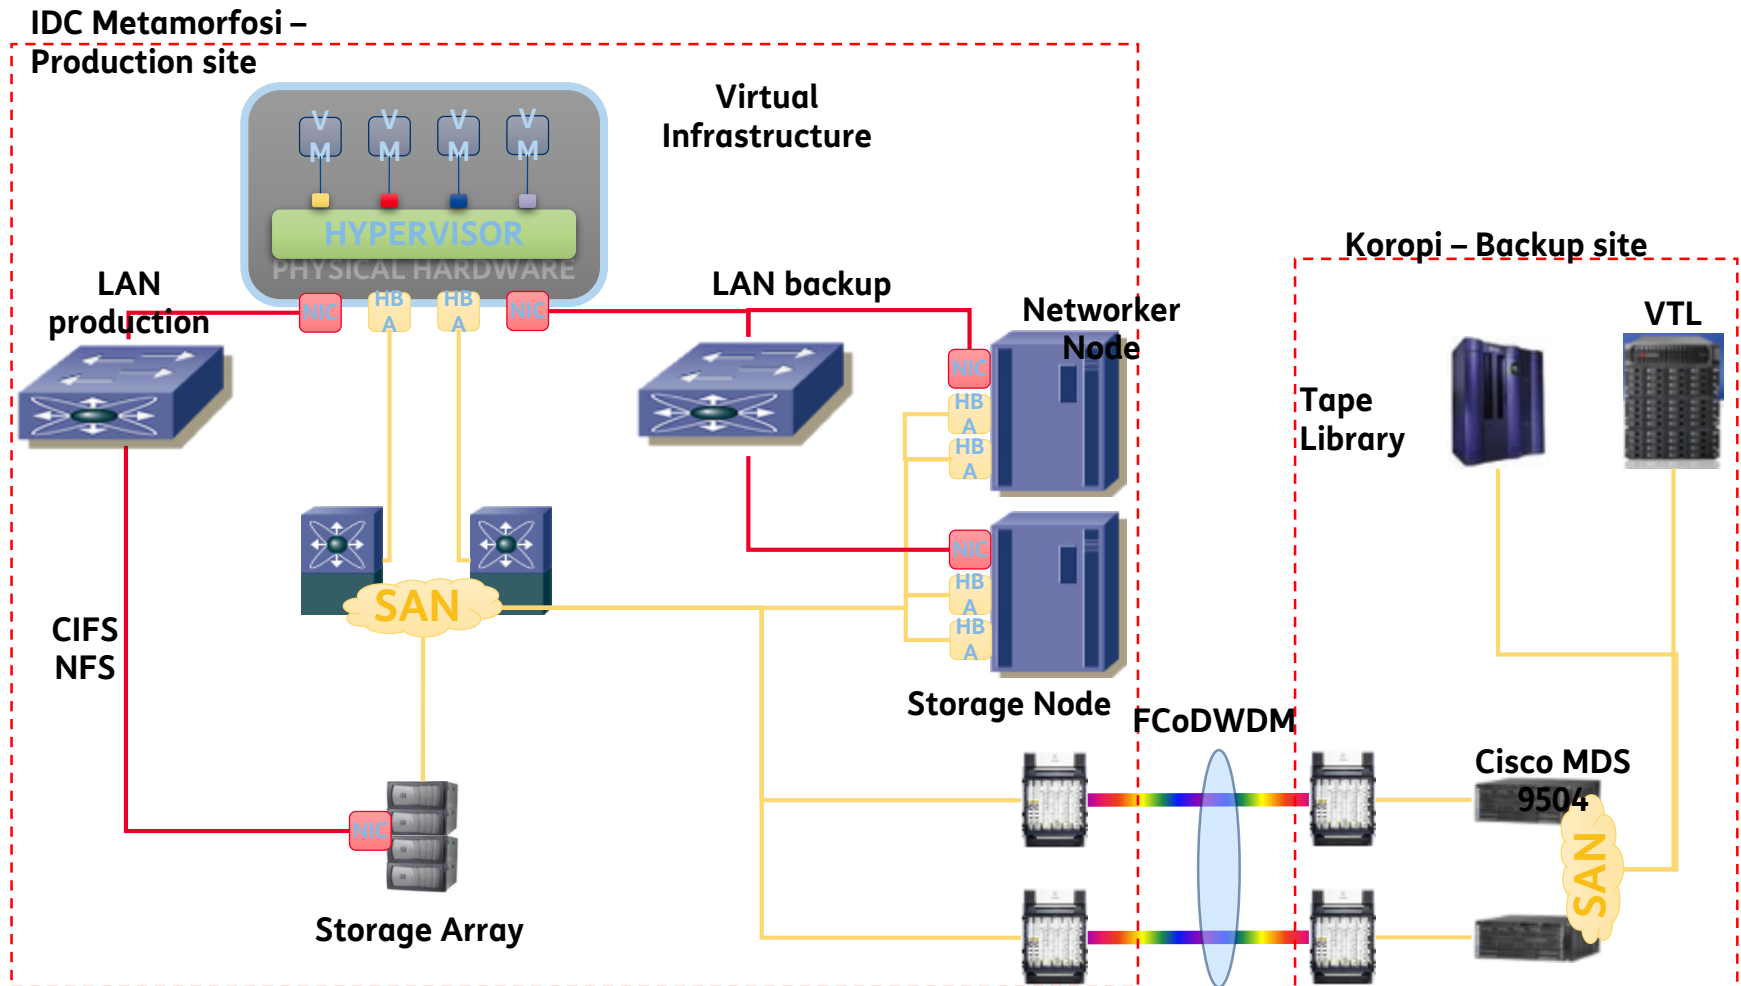 IDC Metamorfosi –
Production site
Virtual
Infrastructure
V
M
V
M
V
M
V
M
HYPERVISOR
PHYSICAL HARDWARE
Koropi – Backup site
LAN
production
NIC
HB
A
HB
A
NIC
LAN backup
Networker
Node
VTL
NIC
HB
A
HB
A
Tape
Library
NIC
HB
A
HB
A
SAN
CIFS
NFS
Storage Node
FCoDWDM
Cisco MDS
9504
NIC
SAN
Storage Array